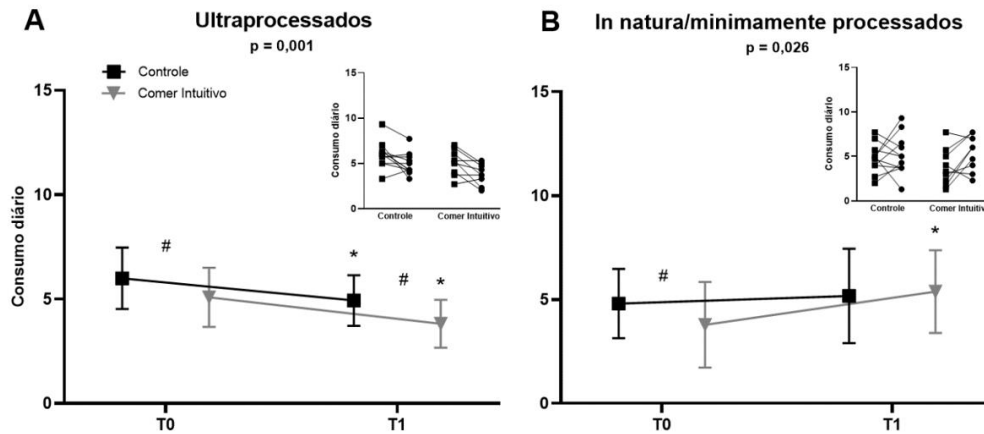 A
Ultraprocessados
p = 0,001
Controle
Comer Intuitivo
Consumo diário
15
10
5
0
#
*
#
*
T0
T1
Consumo diário
15
10
5
0
Controle
Comer Intuitivo
B
In natura/minimamente processados
p = 0,026
15
10
5
0
#
*
T0
T1
Consumo diário
15
10
5
0
Controle
Comer Intuitivo